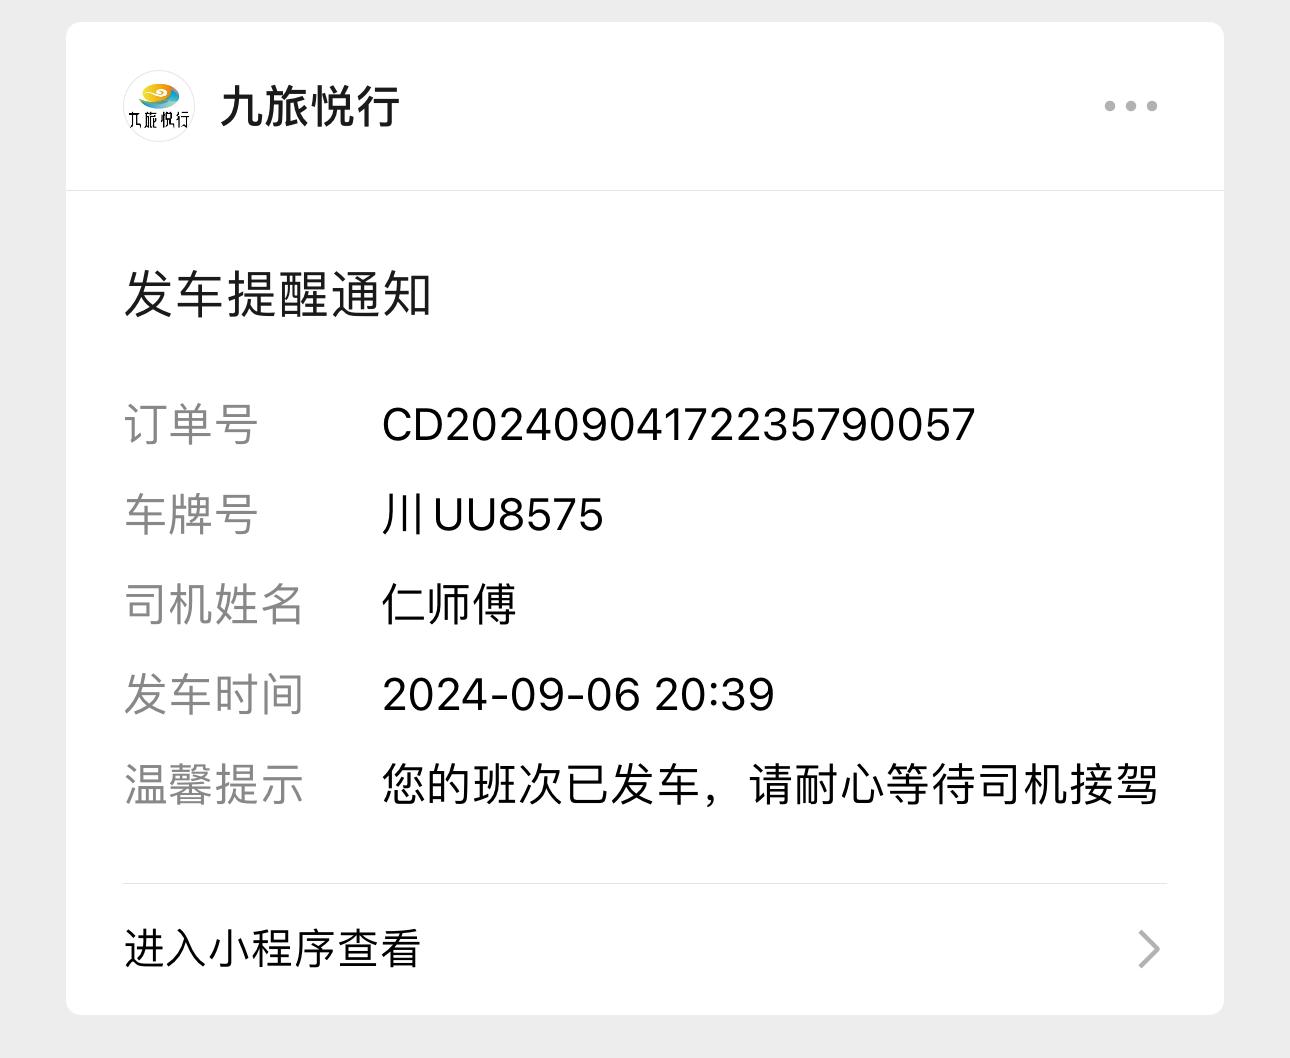 九旅悦行
九旅悦行
发车提醒通知
订单号 CD20240904172235790057
车牌号 川UU8575
司机姓名 仁师傅
发车时间 2024-09-06 20:39
温馨提示 您的班次已发车，请耐心等待司机接驾
进入小程序查看